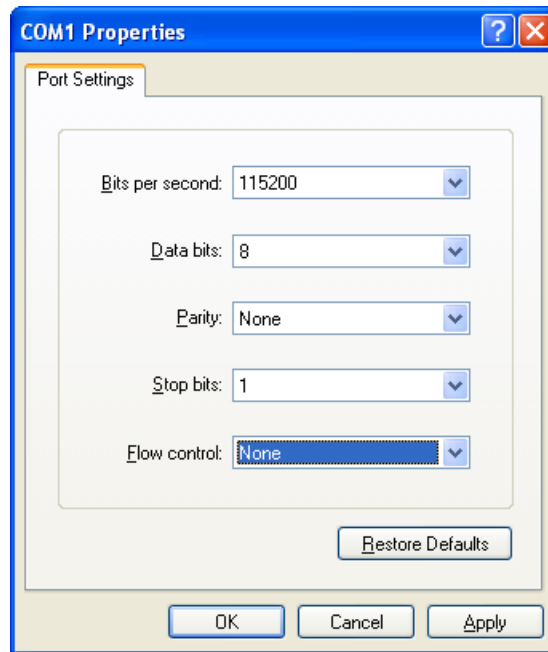 COM1 Properties
Port Settings
Bits per second: 115200
Data bits: 8
Parity: None
Stop bits: 1
Flow control: None
Restore Defaults
OK Cancel Apply